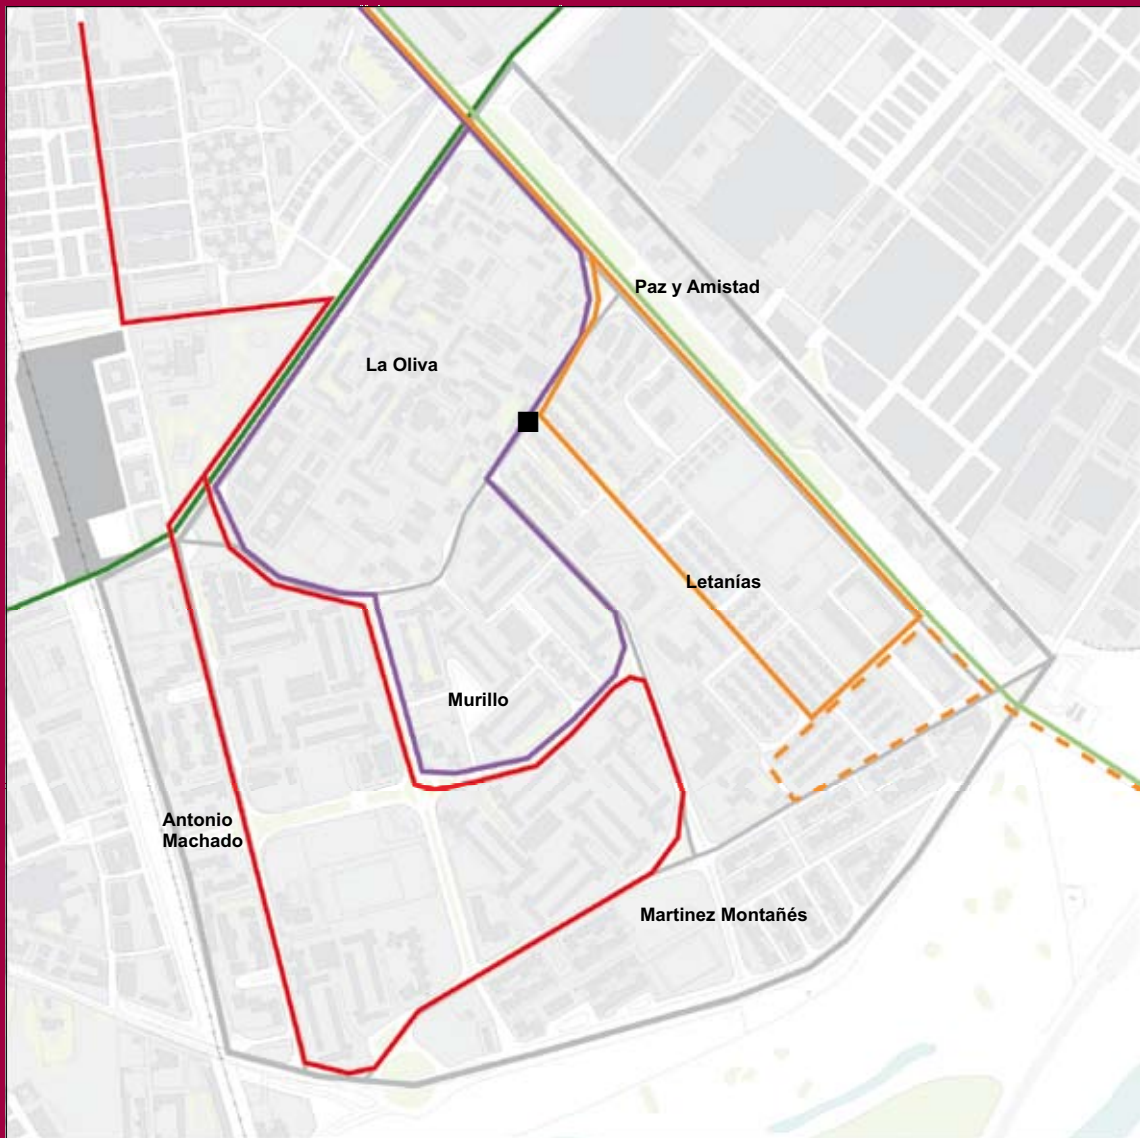 Paz y Amistad
La Oliva
Letanías
Murillo
Antonio
Machado
Martinez Montañés